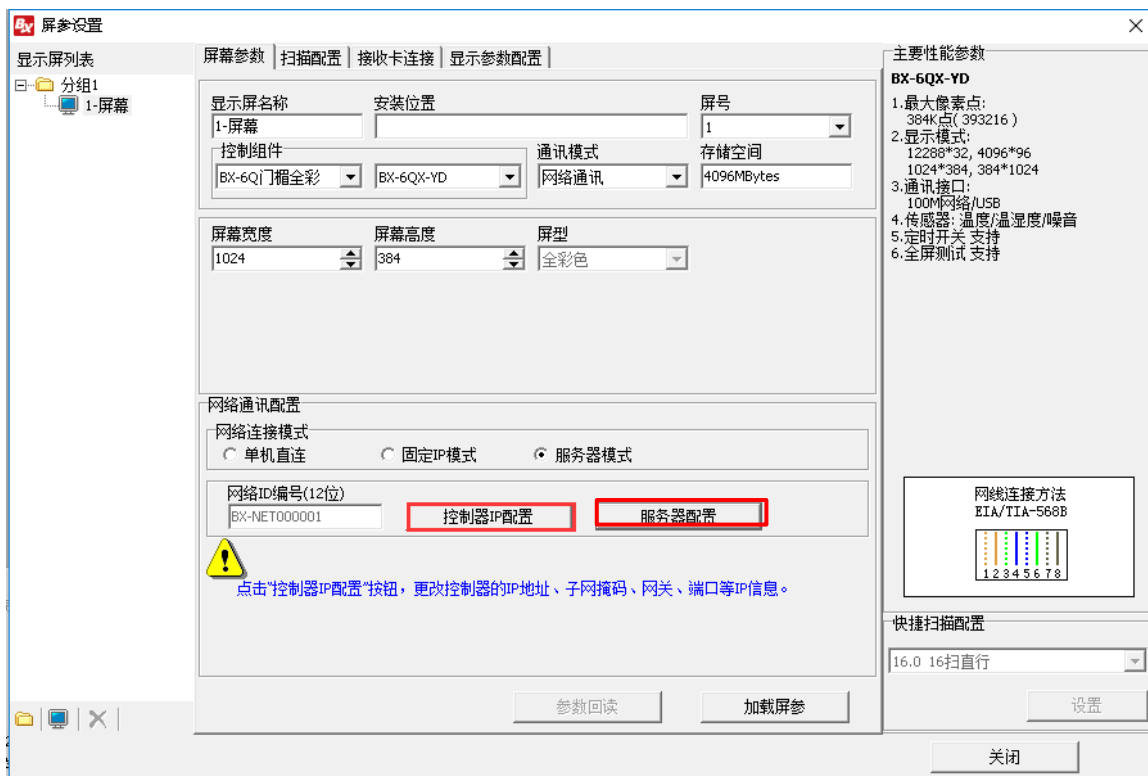 BX 屏参设置
显示屏列表
分组1
1-屏幕
屏幕参数 扫描配置 接收卡连接 显示参数配置
显示屏名称 安装位置 屏号
1-屏幕 1
控制组件 通讯模式 存储空间
BX-6Q门楣全彩 BX-6QX-YD 网络通讯 4096MBytes
屏幕宽度 屏幕高度 屏型
1024 384 全彩色
网络通讯配置
网络连接模式
单机直连 固定IP模式 服务器模式
网络ID编号(12位)
BX-NET000001 控制器IP配置 服务器配置
点击"控制器IP配置"按钮，更改控制器的IP地址、子网掩码、网关、端口等IP信息。
参数回读 加载屏参
主要性能参数
BX-6QX-YD
1.最大像素点:
384K点( 393216 )
2.显示模式:
12288*32, 4096*96
1024*384, 384*1024
3.通讯接口:
100M网络/USB
4.传感器: 温度/温湿度/噪音
5.定时开关 支持
6.全屏测试 支持
网线连接方法
EIA/TIA-568B
1 2 3 4 5 6 7 8
快捷扫描配置
16.0 16扫直行
设置
关闭